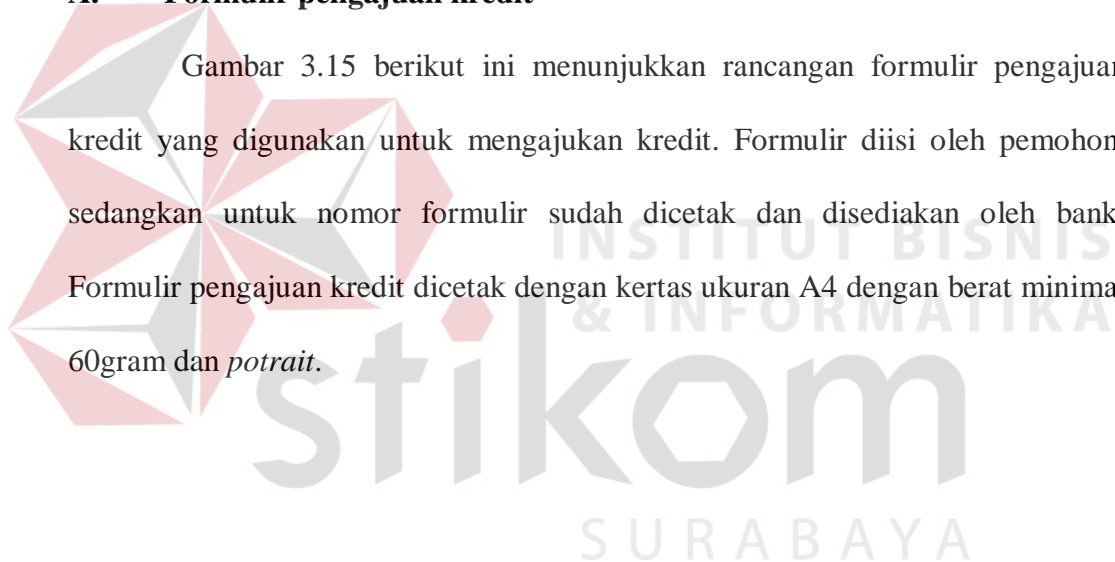 A. Formulir pengajuan kredit
Gambar 3.15 berikut ini menunjukkan rancangan formulir pengajuan
kredit yang digunakan untuk mengajukan kredit. Formulir diisi oleh pemohon
sedangkan untuk nomor formulir sudah dicetak dan disediakan oleh bank
Formulir pengajuan kredit dicetak dengan kertas ukuran A4 dengan berat minima
60gram dan potrait.
INSTITUT BISNIS
& INFORMATIKA
stikom
SURABAYA